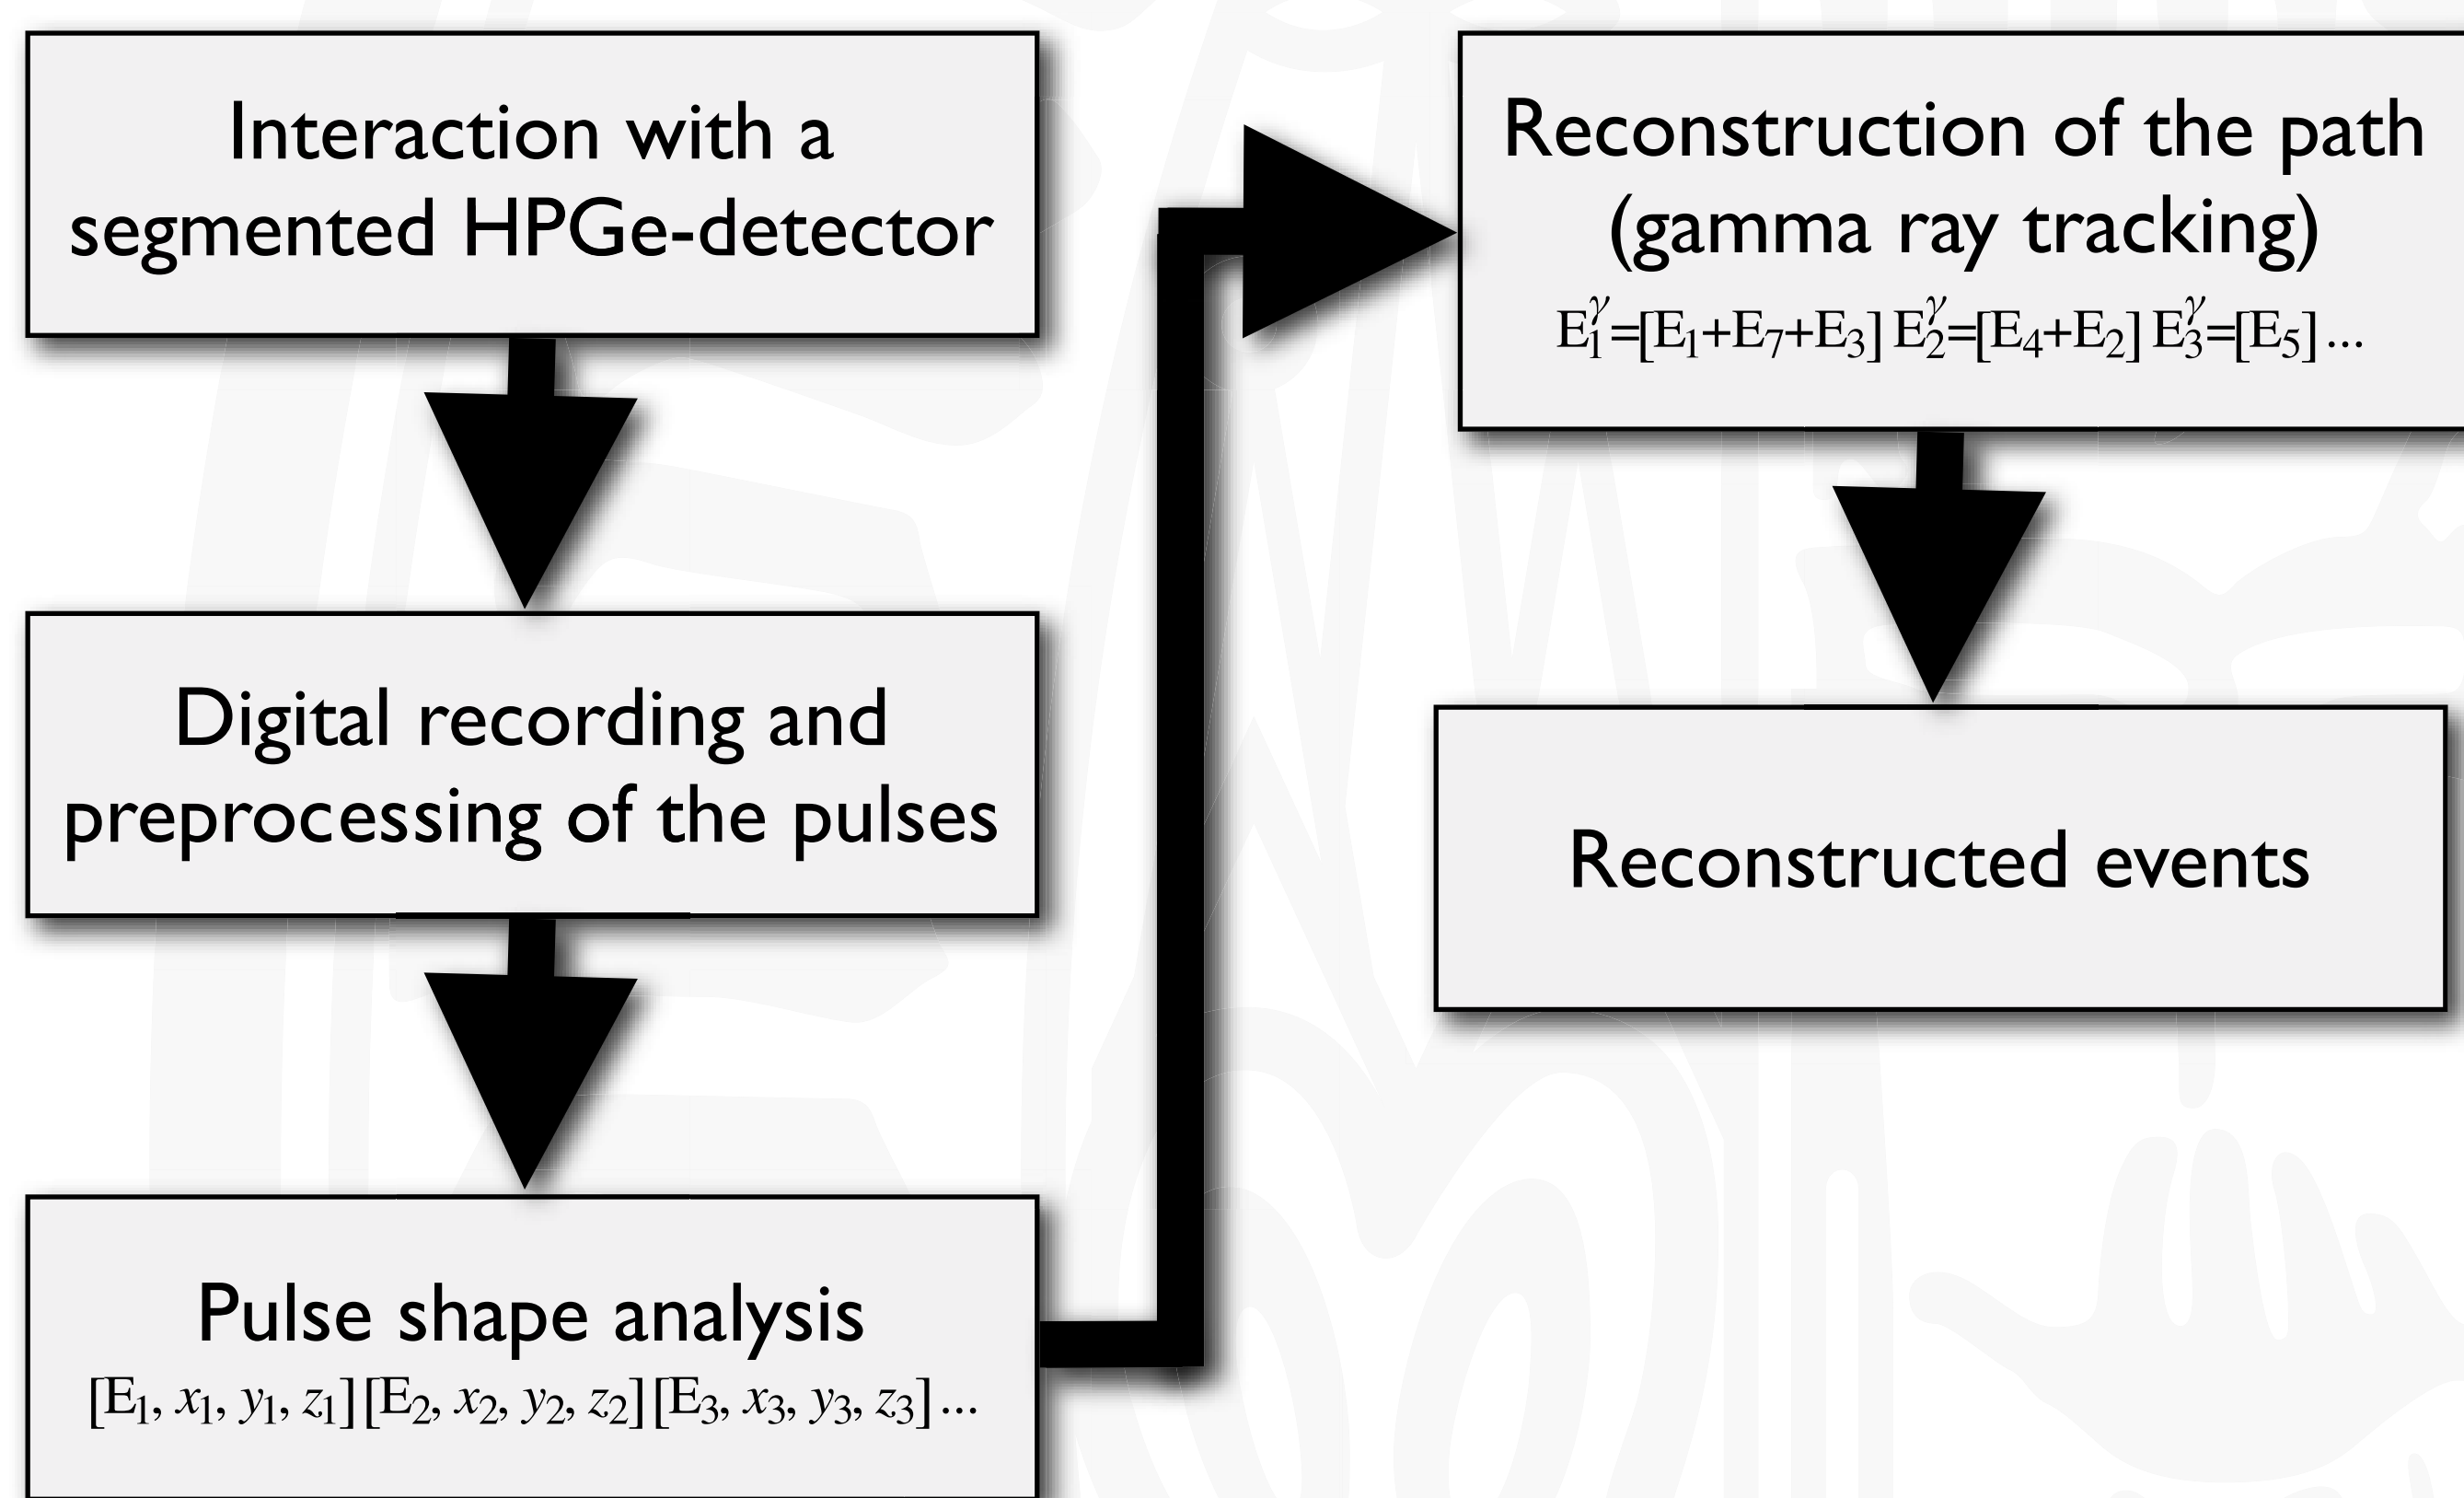 Interaction with a
segmented HPGe-detector
Digital recording and
preprocessing of the pulses
Pulse shape analysis
[E₁, x₁, y₁, z₁] [E₂, x₂, y₂, z₂] [E₃, x₃, y₃, z₃] ...
Reconstruction of the path
(gamma ray tracking)
E₁ᵞ=[E₁+E₇+E₃] E₂ᵞ=[E₄+E₂] E₃ᵞ=[E₅] ...
Reconstructed events